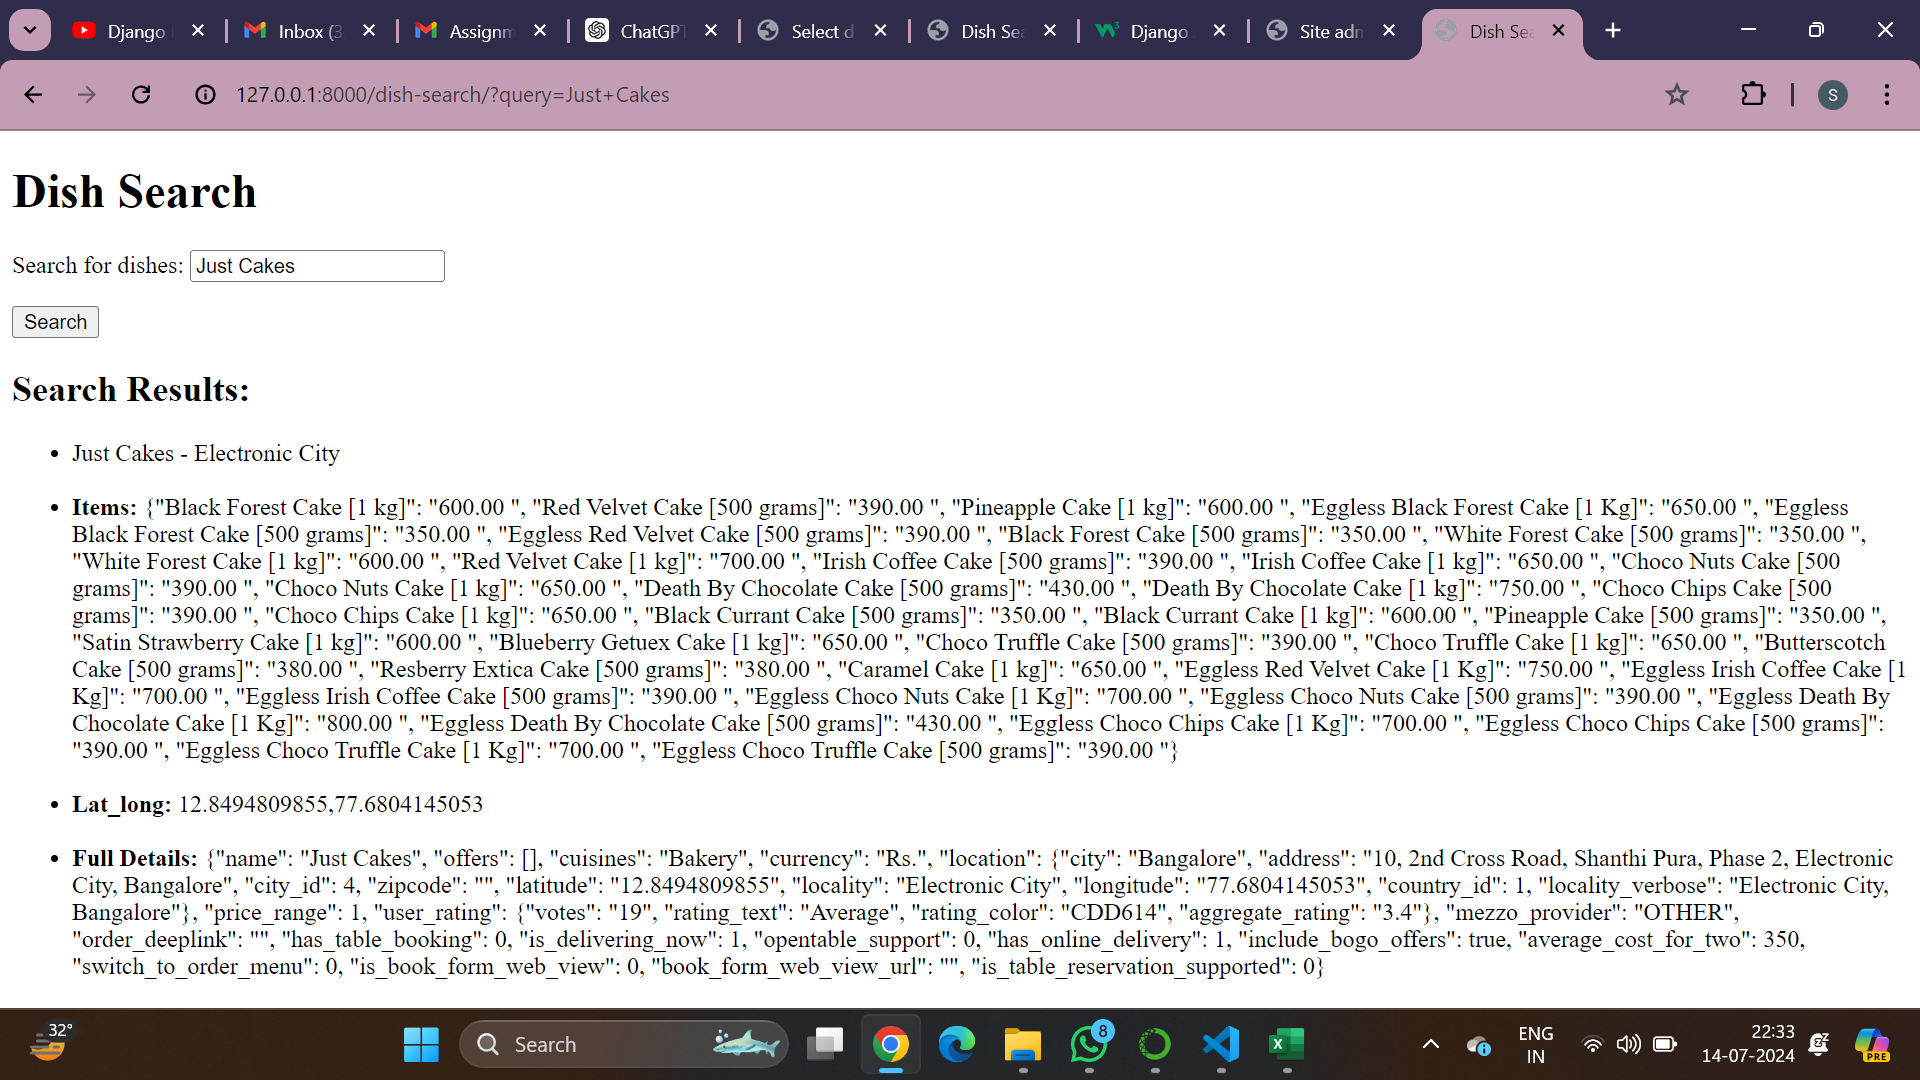 Django
Inbox (3
Assignm
ChatGPT
Select d
Dish Sea
Django
Site adm
Dish Sea
127.0.0.1:8000/dish-search/?query=Just+Cakes
S
Dish Search
Search for dishes: Just Cakes
Search
Search Results:
Just Cakes - Electronic City
Items: {"Black Forest Cake [1 kg]": "600.00 ", "Red Velvet Cake [500 grams]": "390.00 ", "Pineapple Cake [1 kg]": "600.00 ", "Eggless Black Forest Cake [1 Kg]": "650.00 ", "Eggless
Black Forest Cake [500 grams]": "350.00 ", "Eggless Red Velvet Cake [500 grams]": "390.00 ", "Black Forest Cake [500 grams]": "350.00 ", "White Forest Cake [500 grams]": "350.00 ",
"White Forest Cake [1 kg]": "600.00 ", "Red Velvet Cake [1 kg]": "700.00 ", "Irish Coffee Cake [500 grams]": "390.00 ", "Irish Coffee Cake [1 kg]": "650.00 ", "Choco Nuts Cake [500
grams]": "390.00 ", "Choco Nuts Cake [1 kg]": "650.00 ", "Death By Chocolate Cake [500 grams]": "430.00 ", "Death By Chocolate Cake [1 kg]": "750.00 ", "Choco Chips Cake [500
grams]": "390.00 ", "Choco Chips Cake [1 kg]": "650.00 ", "Black Currant Cake [500 grams]": "350.00 ", "Black Currant Cake [1 kg]": "600.00 ", "Pineapple Cake [500 grams]": "350.00 ",
"Satin Strawberry Cake [1 kg]": "600.00 ", "Blueberry Getuex Cake [1 kg]": "650.00 ", "Choco Truffle Cake [500 grams]": "390.00 ", "Choco Truffle Cake [1 kg]": "650.00 ", "Butterscotch
Cake [500 grams]": "380.00 ", "Resberry Extica Cake [500 grams]": "380.00 ", "Caramel Cake [1 kg]": "650.00 ", "Eggless Red Velvet Cake [1 Kg]": "750.00 ", "Eggless Irish Coffee Cake [1
Kg]": "700.00 ", "Eggless Irish Coffee Cake [500 grams]": "390.00 ", "Eggless Choco Nuts Cake [1 Kg]": "700.00 ", "Eggless Choco Nuts Cake [500 grams]": "390.00 ", "Eggless Death By
Chocolate Cake [1 Kg]": "800.00 ", "Eggless Death By Chocolate Cake [500 grams]": "430.00 ", "Eggless Choco Chips Cake [1 Kg]": "700.00 ", "Eggless Choco Chips Cake [500 grams]":
"390.00 ", "Eggless Choco Truffle Cake [1 Kg]": "700.00 ", "Eggless Choco Truffle Cake [500 grams]": "390.00 "}
Lat_long: 12.8494809855,77.6804145053
Full Details: {"name": "Just Cakes", "offers": [], "cuisines": "Bakery", "currency": "Rs.", "location": {"city": "Bangalore", "address": "10, 2nd Cross Road, Shanthi Pura, Phase 2, Electronic
City, Bangalore", "city_id": 4, "zipcode": "", "latitude": "12.8494809855", "locality": "Electronic City", "longitude": "77.6804145053", "country_id": 1, "locality_verbose": "Electronic City,
Bangalore"}, "price_range": 1, "user_rating": {"votes": "19", "rating_text": "Average", "rating_color": "CDD614", "aggregate_rating": "3.4"}, "mezzo_provider": "OTHER",
"order_deeplink": "", "has_table_booking": 0, "is_delivering_now": 1, "opentable_support": 0, "has_online_delivery": 1, "include_bogo_offers": true, "average_cost_for_two": 350,
"switch_to_order_menu": 0, "is_book_form_web_view": 0, "book_form_web_view_url": "", "is_table_reservation_supported": 0}
32°
Search
8
ENG
IN
22:33
14-07-2024
PRE